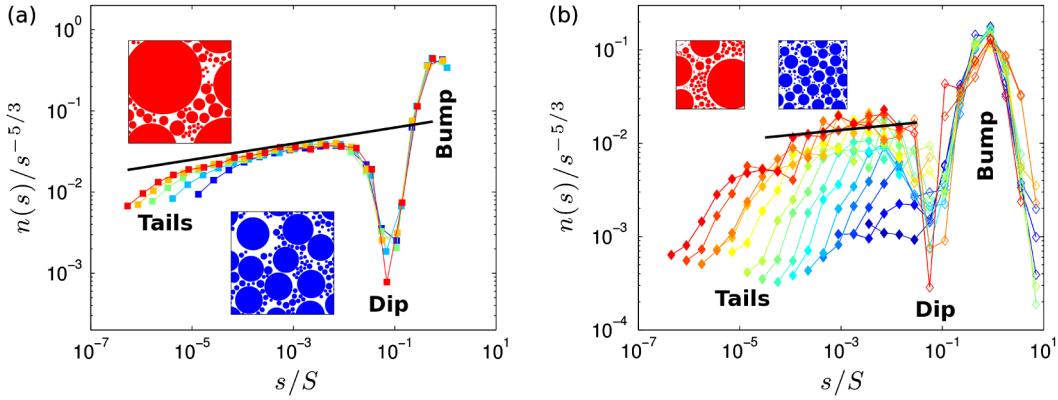 (a)
n(s)/s^{-5/3}
10^0
10^{-1}
10^{-2}
10^{-3}
Tails
Dip
Bump
10^{-7}
10^{-5}
10^{-3}
10^{-1}
10^1
s/S
(b)
n(s)/s^{-5/3}
10^{-1}
10^{-2}
10^{-3}
10^{-4}
Tails
Dip
Bump
10^{-7}
10^{-5}
10^{-3}
10^{-1}
10^1
s/S